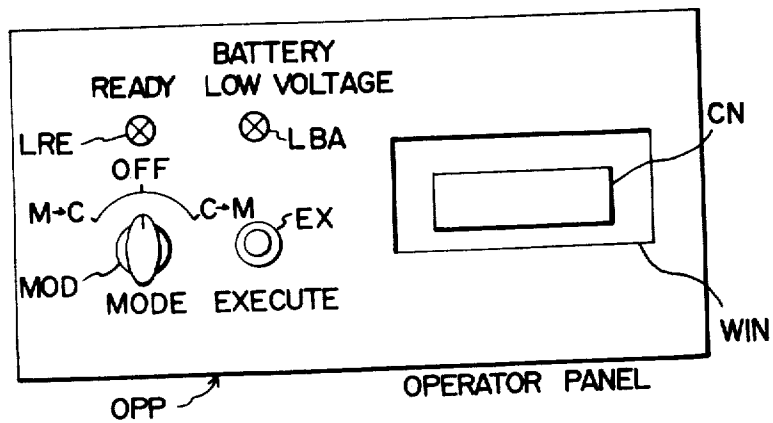 BATTERY
READY LOW VOLTAGE
LRE LBA CN
OFF
M→C C→M EX
MOD MODE EXECUTE
WIN
OPP OPERATOR PANEL